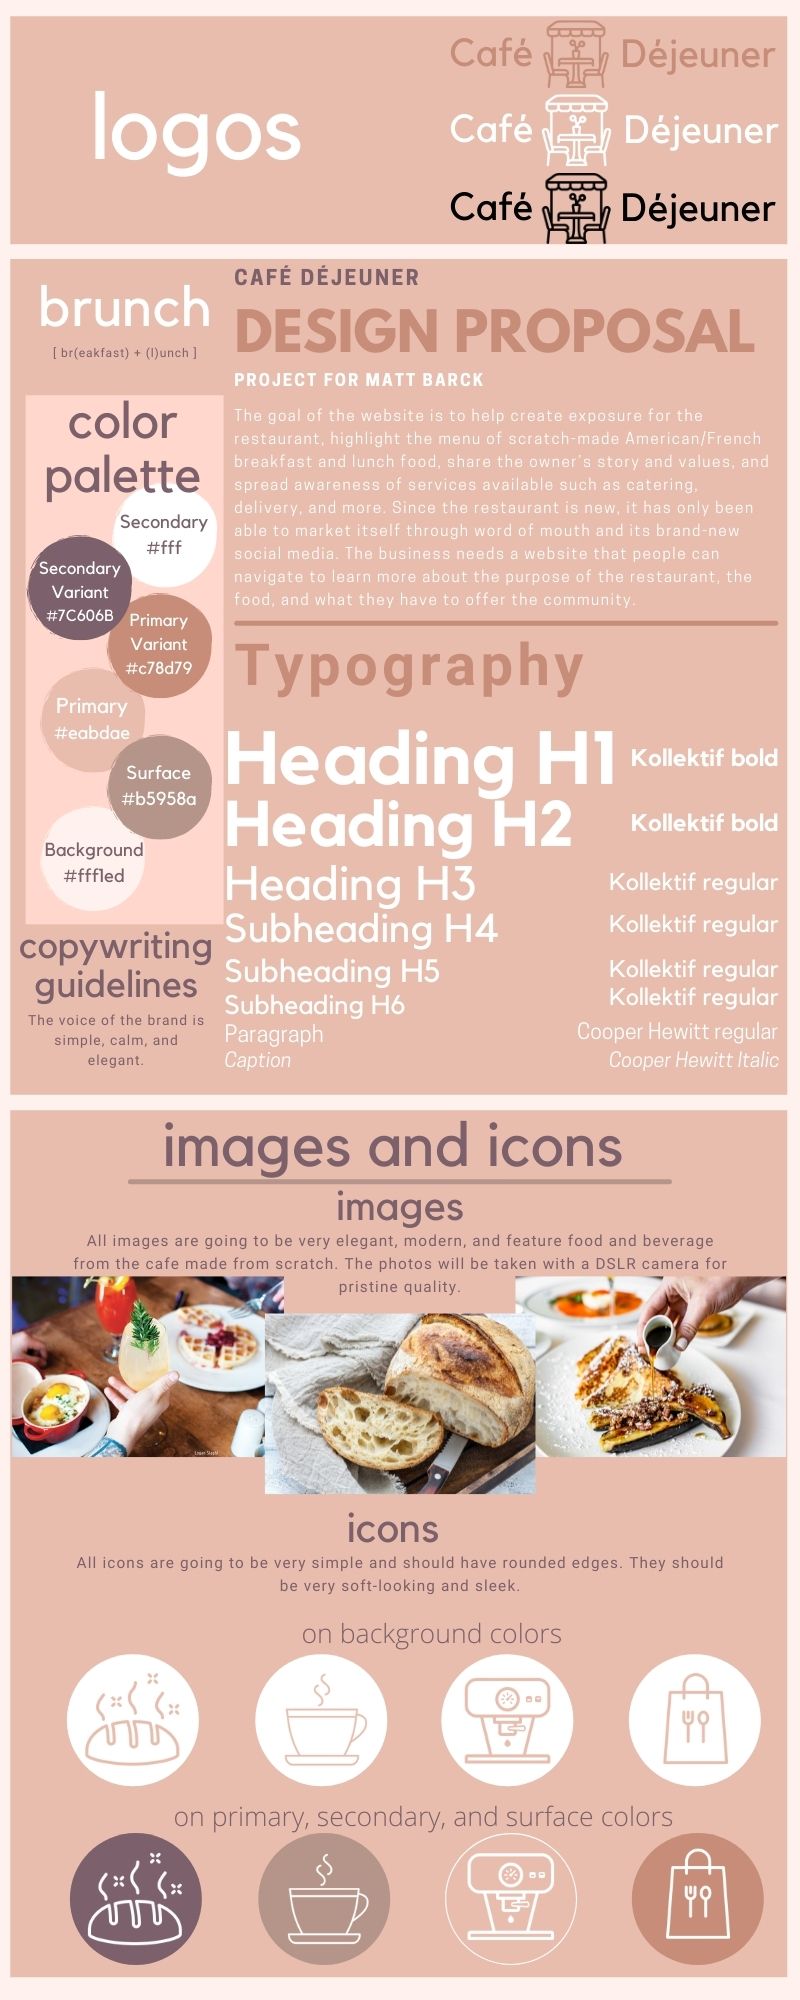 logos
Café Déjeuner
Café Déjeuner
Café Déjeuner
brunch
[ br(eakfast) + (l)unch ]
color
palette
Secondary
#fff
Secondary
Variant
#7C606B
Primary
Variant
#c78d79
Primary
#eabdae
Surface
#b5958a
Background
#fff1ed
copywriting
guidelines
The voice of the brand is
simple, calm, and
elegant.
CAFÉ DÉJEUNER
DESIGN PROPOSAL
PROJECT FOR MATT BARCK
The goal of the website is to help create exposure for the
restaurant, highlight the menu of scratch-made American/French
breakfast and lunch food, share the owner's story and values, and
spread awareness of services available such as catering,
delivery, and more. Since the restaurant is new, it has only been
able to market itself through word of mouth and its brand-new
social media. The business needs a website that people can
navigate to learn more about the purpose of the restaurant, the
food, and what they have to offer the community.
Typography
Heading H1 Kollektif bold
Heading H2 Kollektif bold
Heading H3 Kollektif regular
Subheading H4 Kollektif regular
Subheading H5 Kollektif regular
Subheading H6 Kollektif regular
Paragraph Cooper Hewitt regular
Caption Cooper Hewitt Italic
images and icons
images
All images are going to be very elegant, modern, and feature food and beverage
from the cafe made from scratch. The photos will be taken with a DSLR camera for
pristine quality.
icons
All icons are going to be very simple and should have rounded edges. They should
be very soft-looking and sleek.
on background colors
on primary, secondary, and surface colors